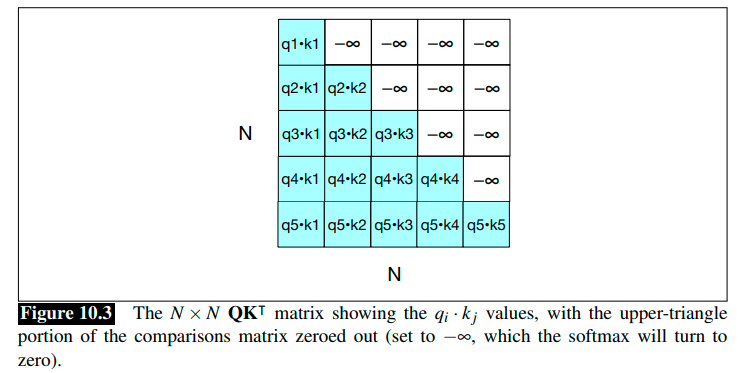 q1•k1 −∞ −∞ −∞ −∞
q2•k1 q2•k2 −∞ −∞ −∞
N q3•k1 q3•k2 q3•k3 −∞ −∞
q4•k1 q4•k2 q4•k3 q4•k4 −∞
q5•k1 q5•k2 q5•k3 q5•k4 q5•k5
N
Figure 10.3 The N × N QK⊺ matrix showing the qᵢ · kⱼ values, with the upper-triangle
portion of the comparisons matrix zeroed out (set to −∞, which the softmax will turn to
zero).